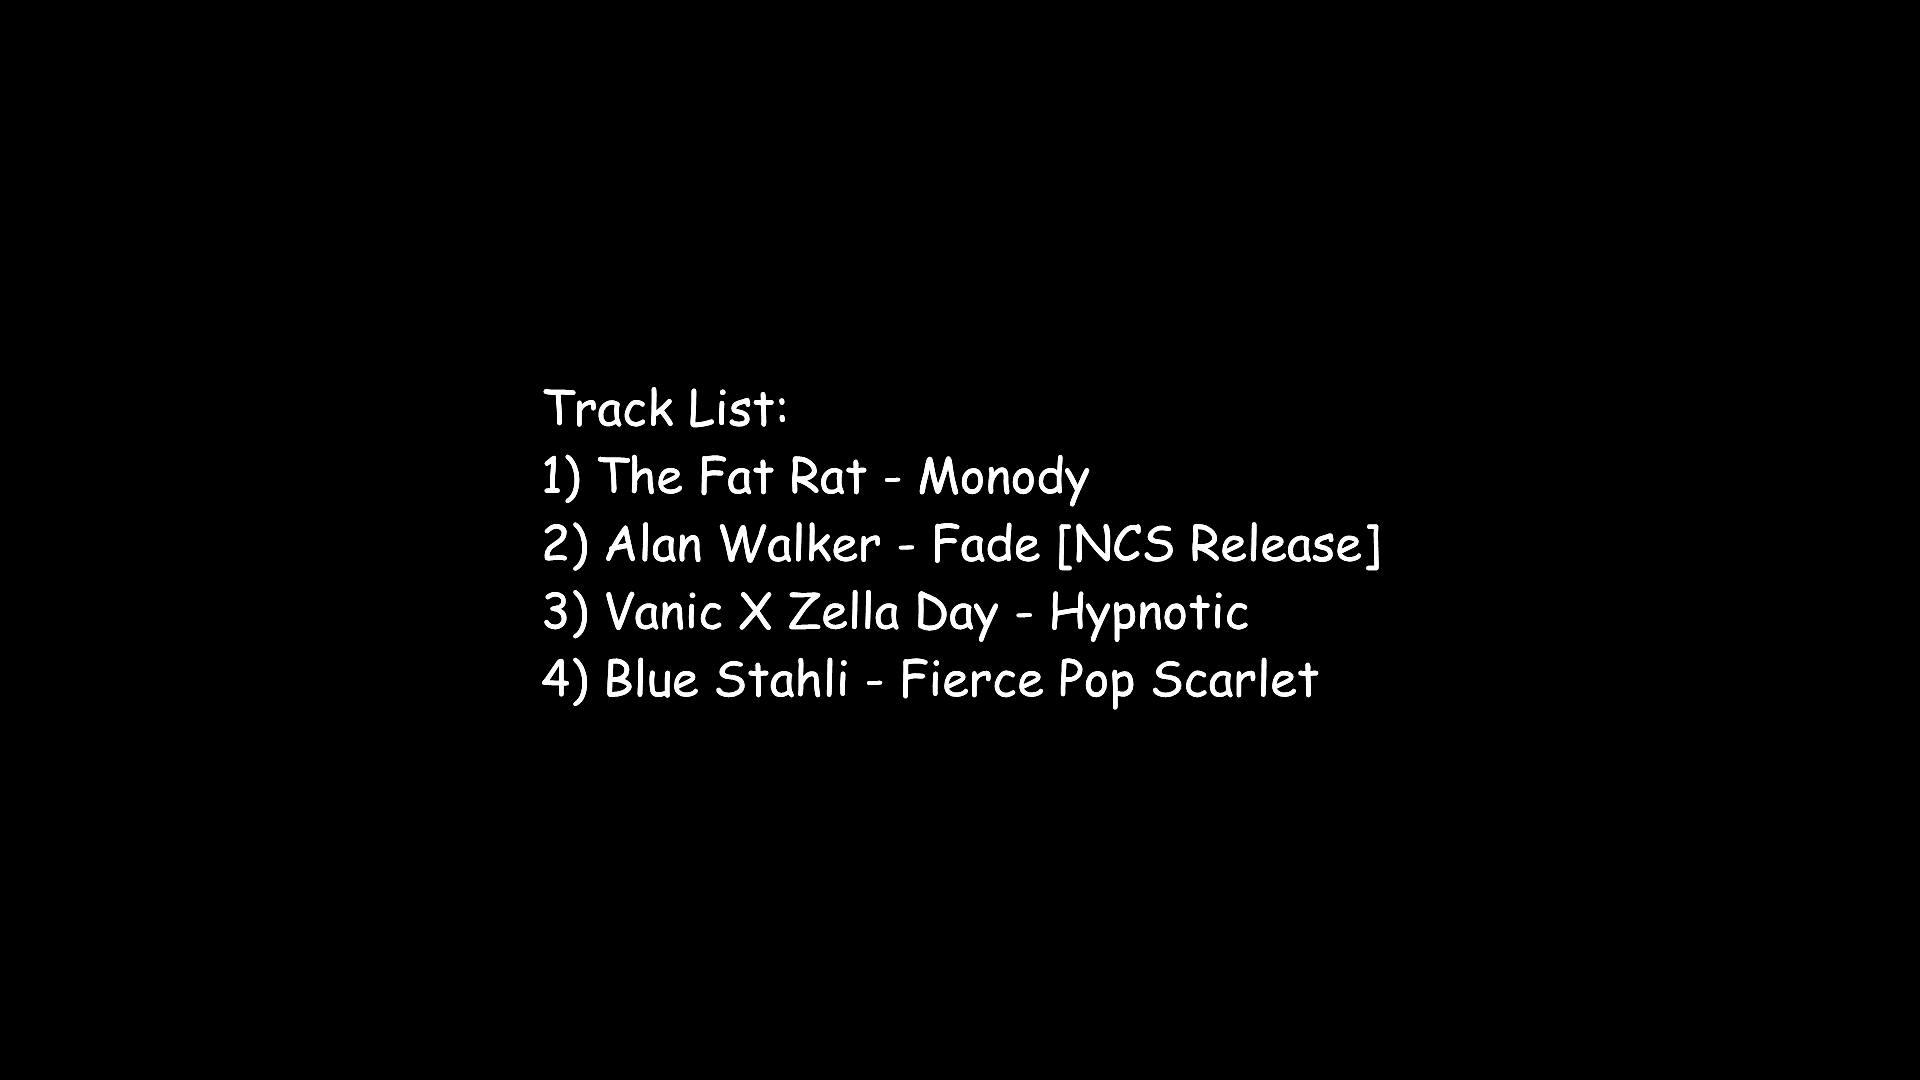 Track List:
1) The Fat Rat - Monody
2) Alan Walker - Fade [NCS Release]
3) Vanic X Zella Day - Hypnotic
4) Blue Stahli - Fierce Pop Scarlet